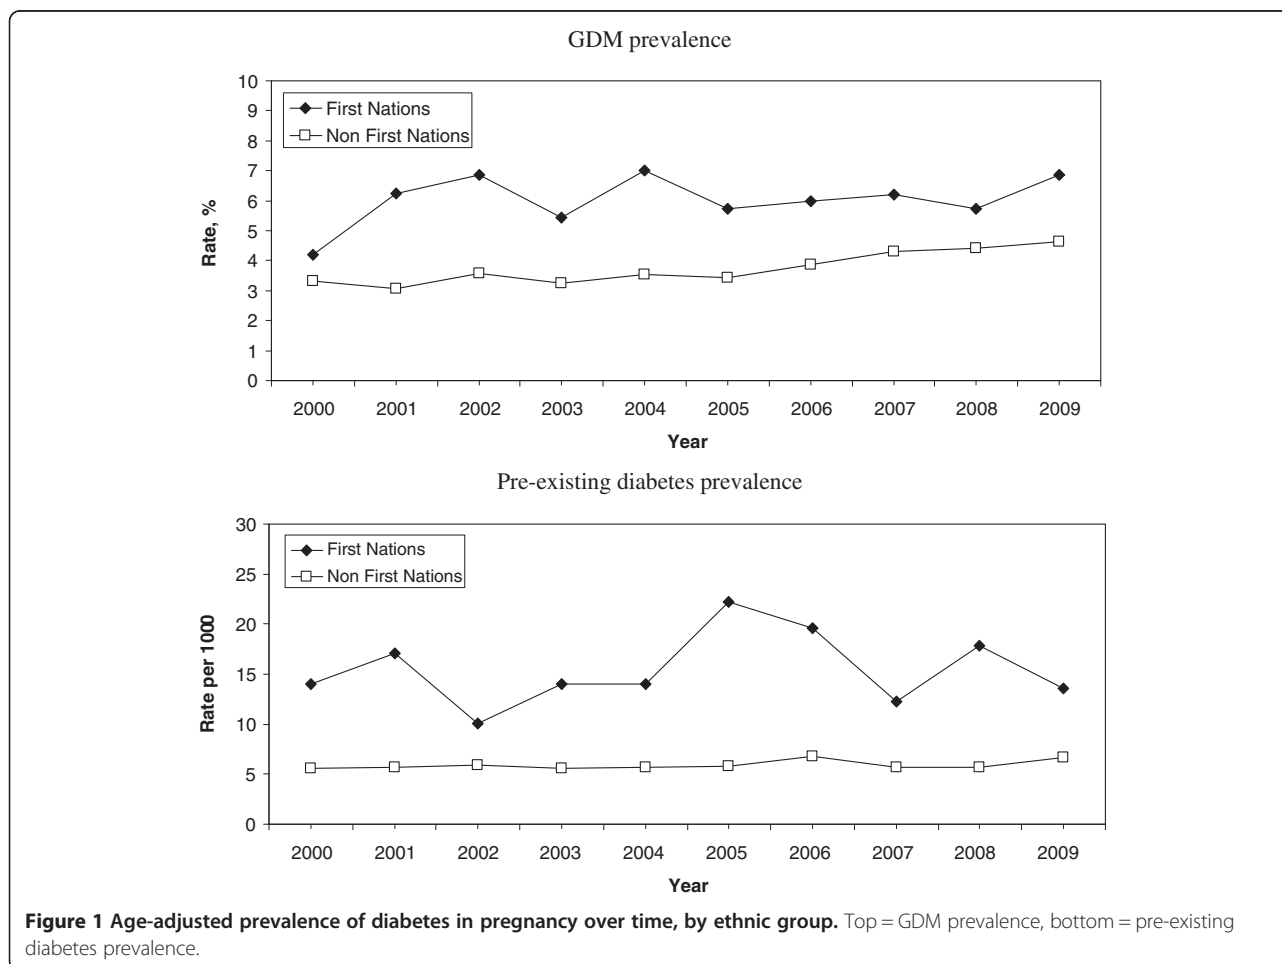 GDM prevalence
10
9
8
7
6
5
4
3
2
1
0
Rate, %
First Nations
Non First Nations
2000 2001 2002 2003 2004 2005 2006 2007 2008 2009
Year
Pre-existing diabetes prevalence
30
25
20
15
10
5
0
Rate per 1000
First Nations
Non First Nations
2000 2001 2002 2003 2004 2005 2006 2007 2008 2009
Year
Figure 1 Age-adjusted prevalence of diabetes in pregnancy over time, by ethnic group. Top = GDM prevalence, bottom = pre-existing
diabetes prevalence.